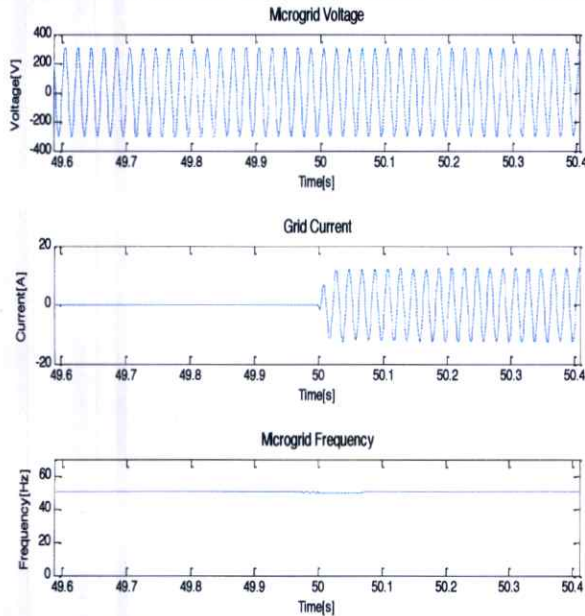 Microgrid Voltage
Voltage[V]
400
200
0
-200
-400
49.6 49.7 49.8 49.9 50 50.1 50.2 50.3 50.4
Time[s]
Grid Current
Current[A]
20
0
-20
49.6 49.7 49.8 49.9 50 50.1 50.2 50.3 50.4
Time[s]
Microgrid Frequency
Frequency[Hz]
60
40
20
0
49.6 49.7 49.8 49.9 50 50.1 50.2 50.3 50.4
Time[s]